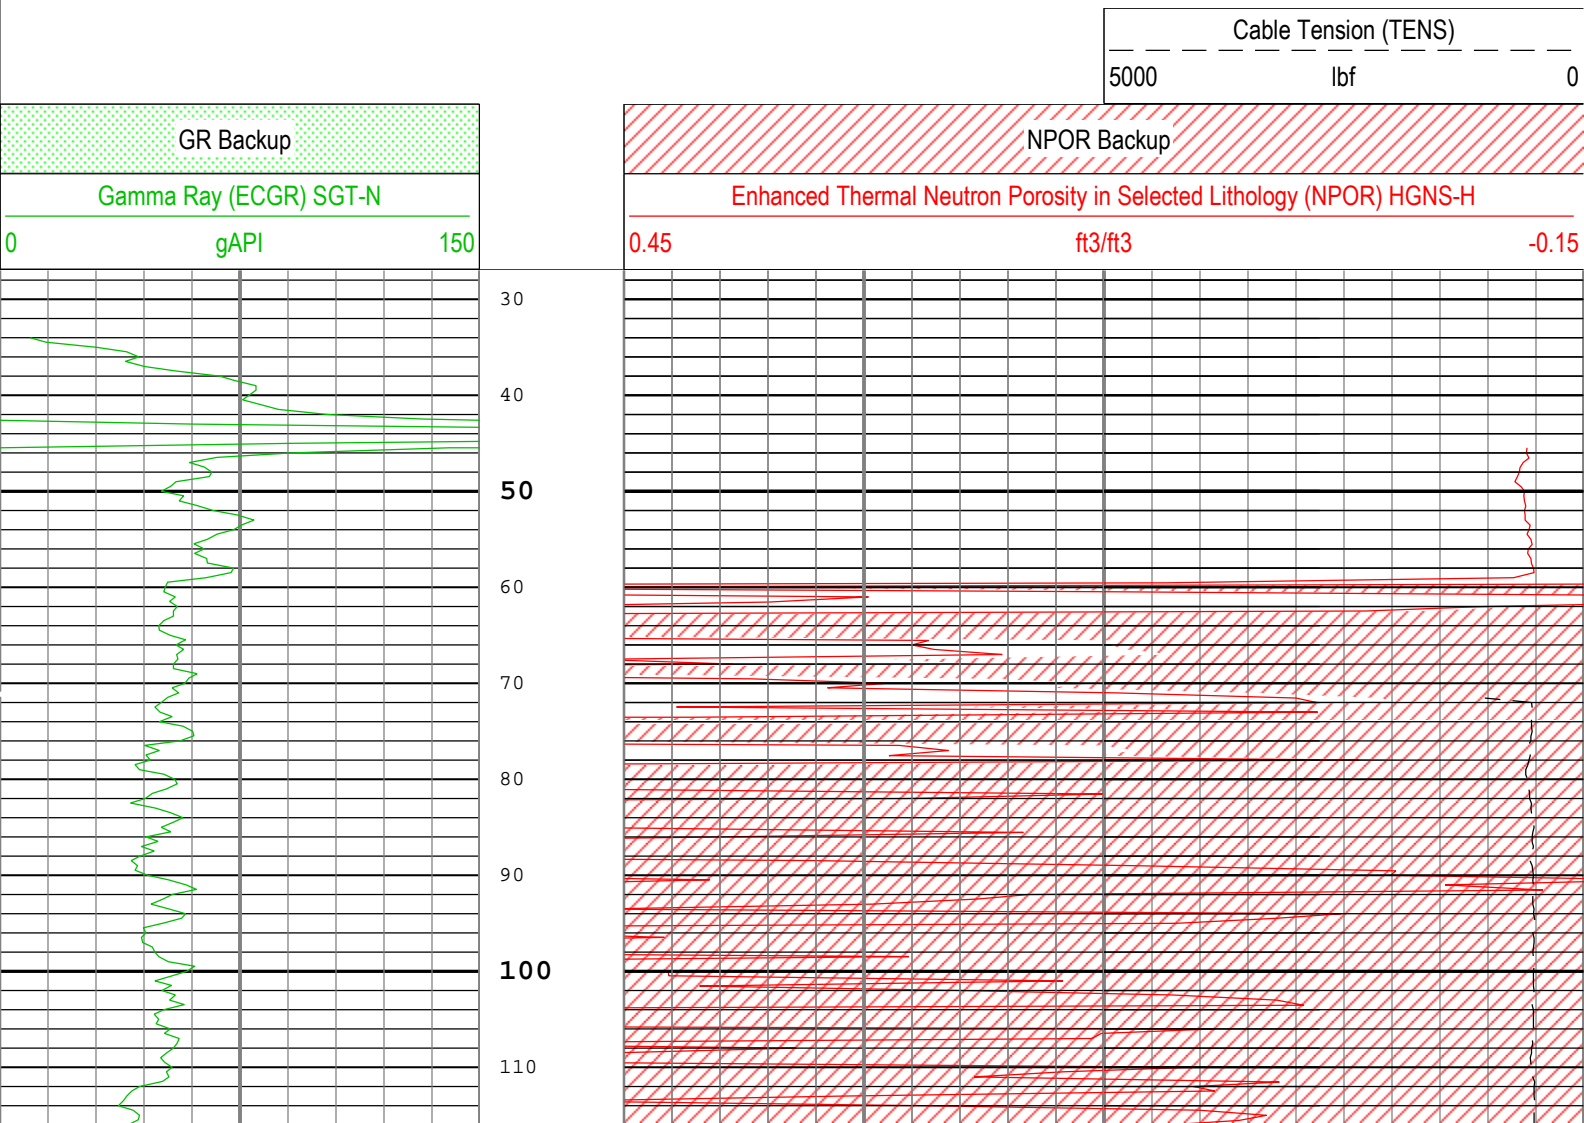 Cable Tension (TENS)
5000 lbf 0
GR Backup
NPOR Backup
Gamma Ray (ECGR) SGT-N
Enhanced Thermal Neutron Porosity in Selected Lithology (NPOR) HGNS-H
0 gAPI 150
0.45 ft3/ft3 -0.15
30
40
50
60
70
80
90
100
110